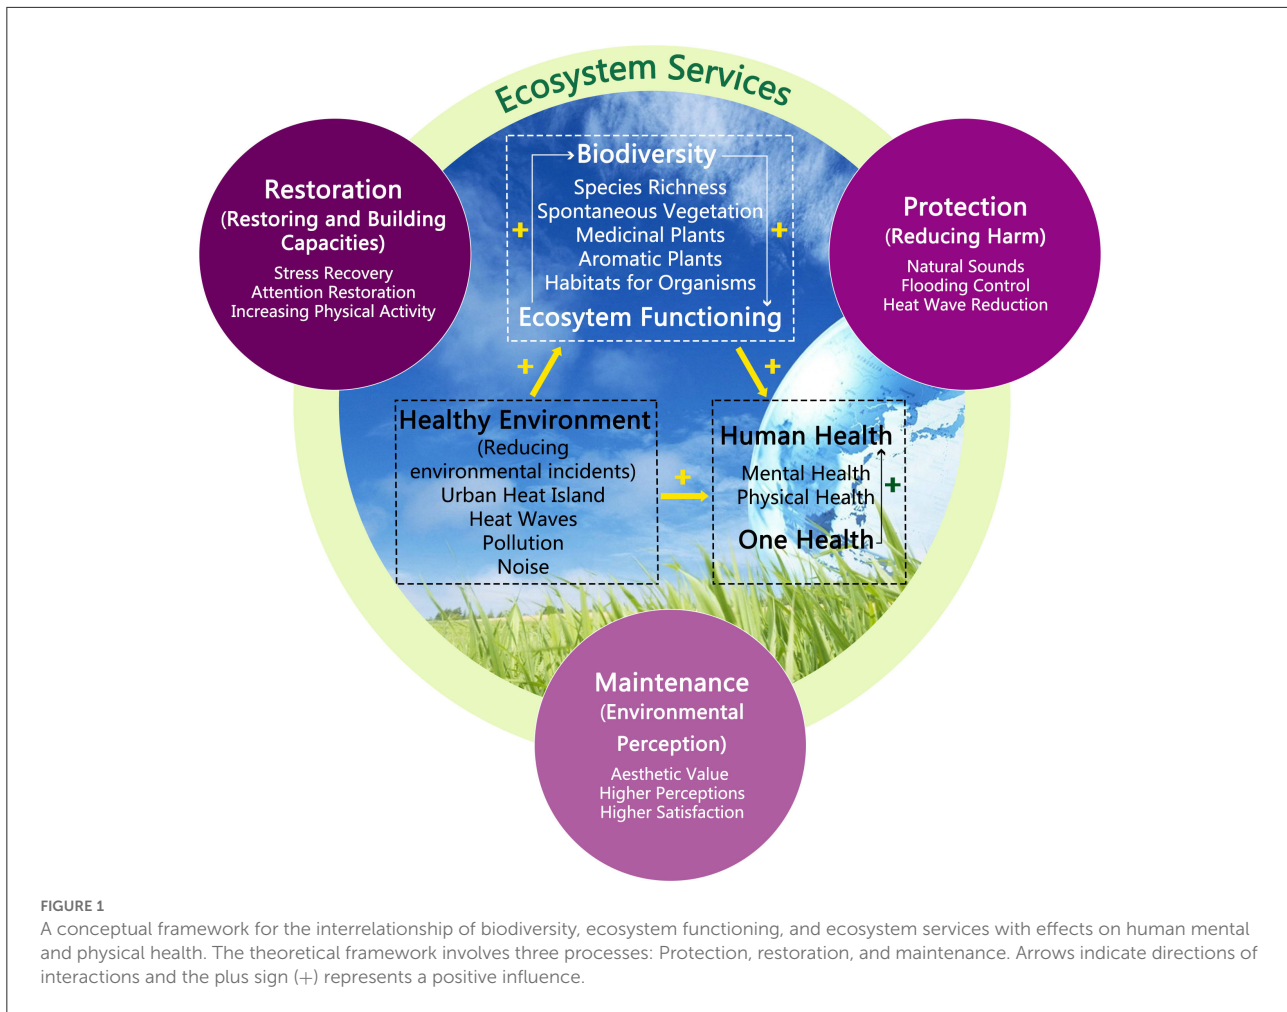 Ecosystem Services
Restoration
(Restoring and Building
Capacities)
Stress Recovery
Attention Restoration
Increasing Physical Activity
Biodiversity
Species Richness
Spontaneous Vegetation
Medicinal Plants
Aromatic Plants
Habitats for Organisms
Ecosytem Functioning
+
+
Protection
(Reducing Harm)
Natural Sounds
Flooding Control
Heat Wave Reduction
+
+
Healthy Environment
(Reducing
environmental incidents)
Urban Heat Island
Heat Waves
Pollution
Noise
+
Human Health
Mental Health
Physical Health
+
One Health
Maintenance
(Environmental
Perception)
Aesthetic Value
Higher Perceptions
Higher Satisfaction
FIGURE 1
A conceptual framework for the interrelationship of biodiversity, ecosystem functioning, and ecosystem services with effects on human mental
and physical health. The theoretical framework involves three processes: Protection, restoration, and maintenance. Arrows indicate directions of
interactions and the plus sign (+) represents a positive influence.